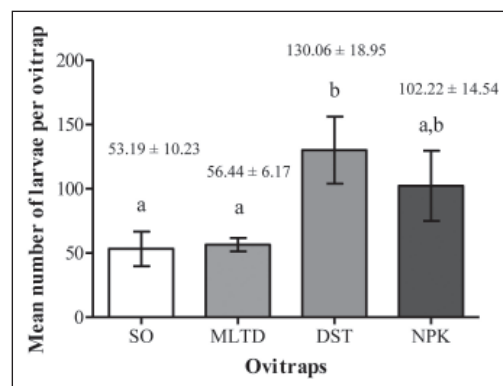 Mean number of larvae per ovitrap
200
150
100
50
0
53.19 ± 10.23
56.44 ± 6.17
130.06 ± 18.95
102.22 ± 14.54
a
a
b
a,b
SO MLTD DST NPK
Ovitraps